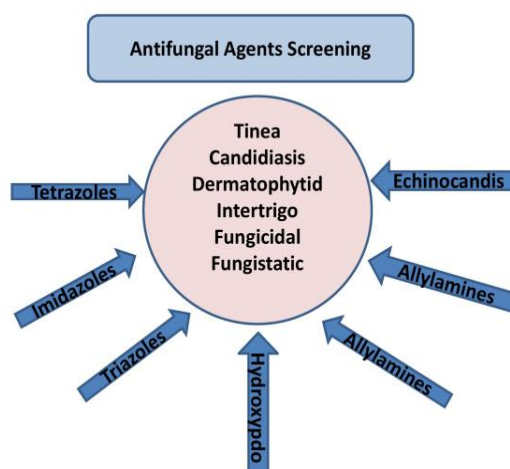 Antifungal Agents Screening
Tinea
Candidiasis
Dermatophytid
Intertrigo
Fungicidal
Fungistatic
Tetrazoles
Imidazoles
Triazoles
Hydroxypdo
Allylamines
Allylamines
Echinocandis